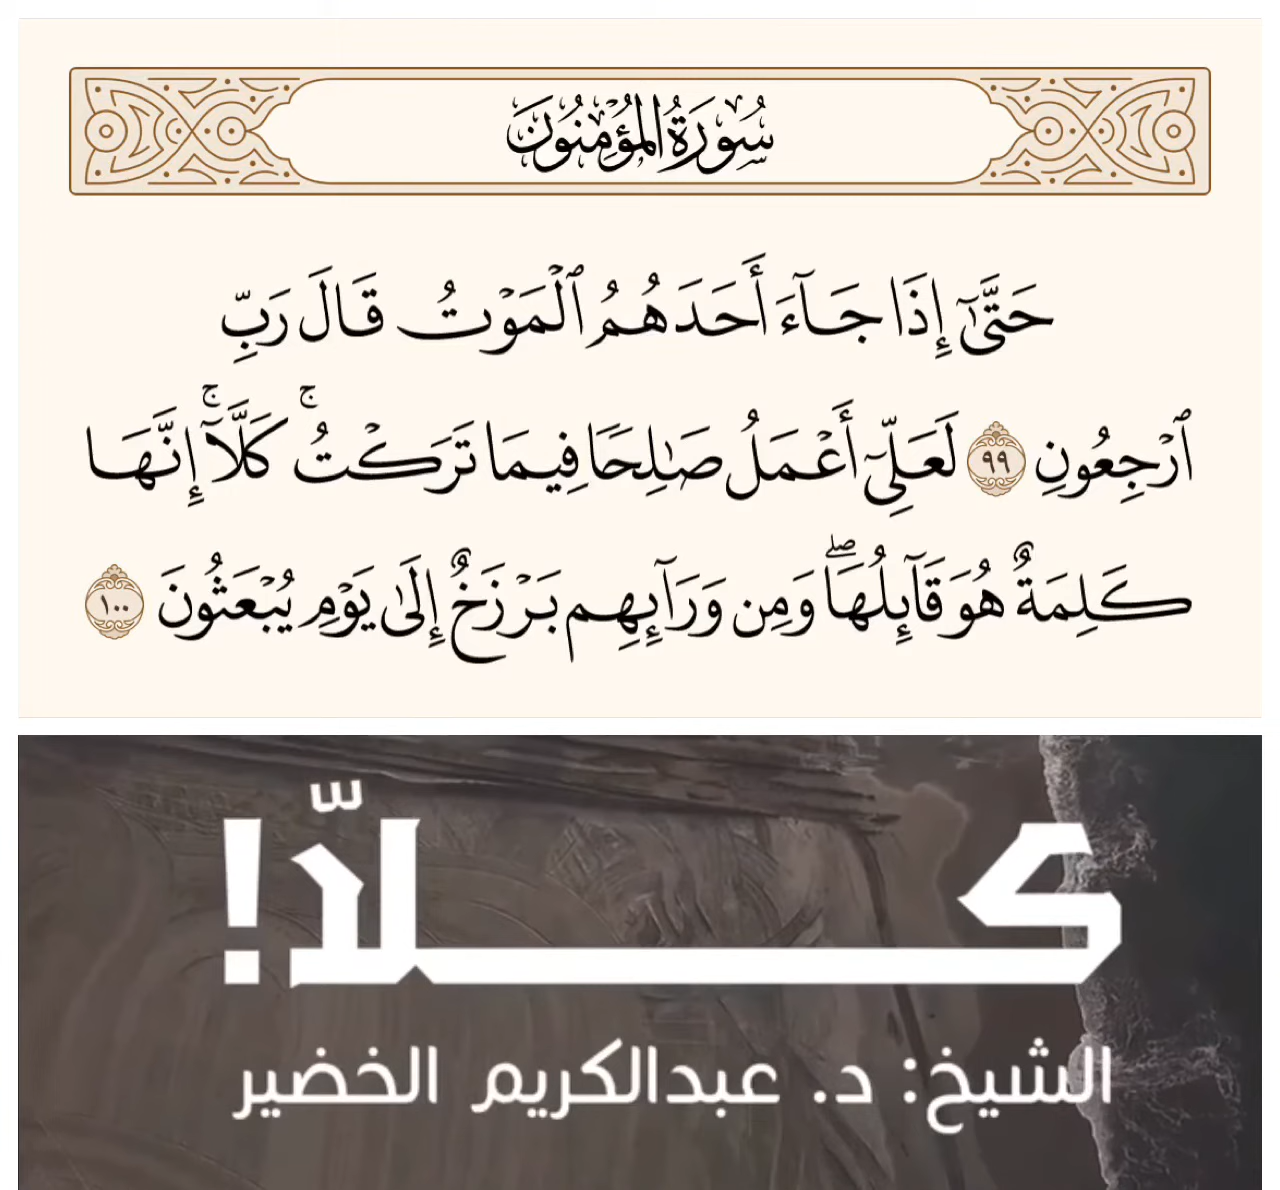 سُورَةُ المُؤْمِنُونَ
حَتَّىٰٓ إِذَا جَآءَ أَحَدَهُمُ ٱلْمَوْتُ قَالَ رَبِّ
ٱرْجِعُونِ ٩٩ لَعَلِّىٓ أَعْمَلُ صَـٰلِحًا فِيمَا تَرَكْتُ ۚ كَلَّآ ۚ إِنَّهَا
كَلِمَةٌ هُوَ قَآئِلُهَا ۖ وَمِن وَرَآئِهِم بَرْزَخٌ إِلَىٰ يَوْمِ يُبْعَثُونَ ١٠٠
كلّا!
الشيخ: د. عبدالكريم الخضير